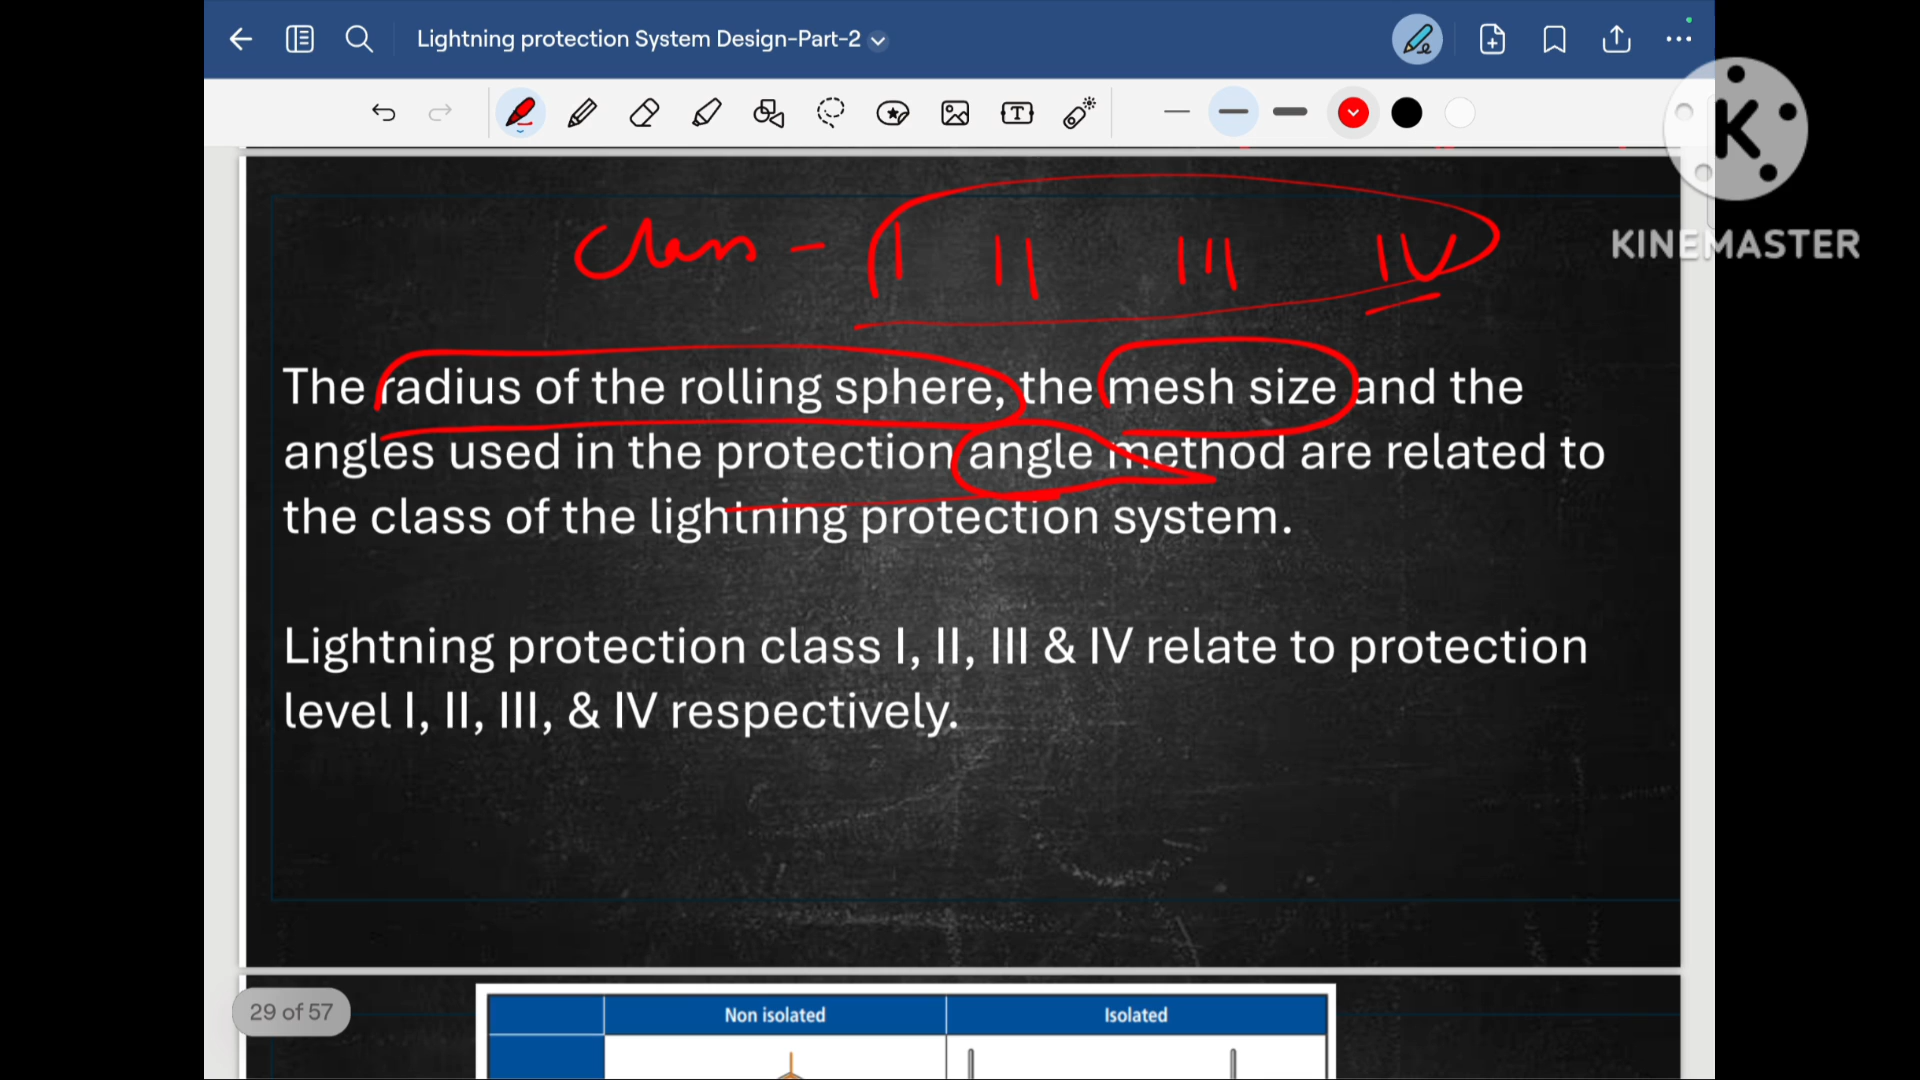 Lightning protection System Design-Part-2
T
K
KINEMASTER
Class - I II III IV
The radius of the rolling sphere, the mesh size and the
angles used in the protection angle method are related to
the class of the lightning protection system.
Lightning protection class I, II, III & IV relate to protection
level I, II, III, & IV respectively.
29 of 57
Non isolated
Isolated